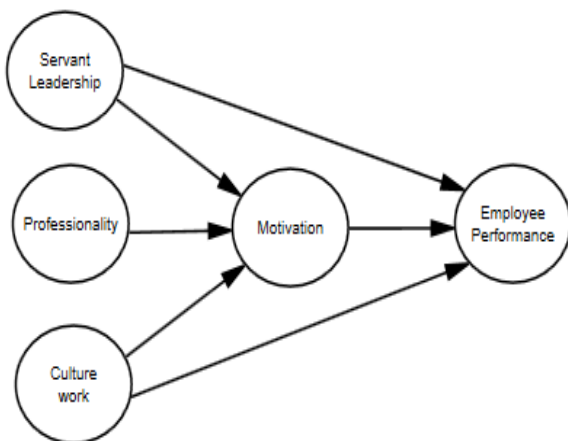 Servant
Leadership
Professionality
Motivation
Employee
Performance
Culture
work